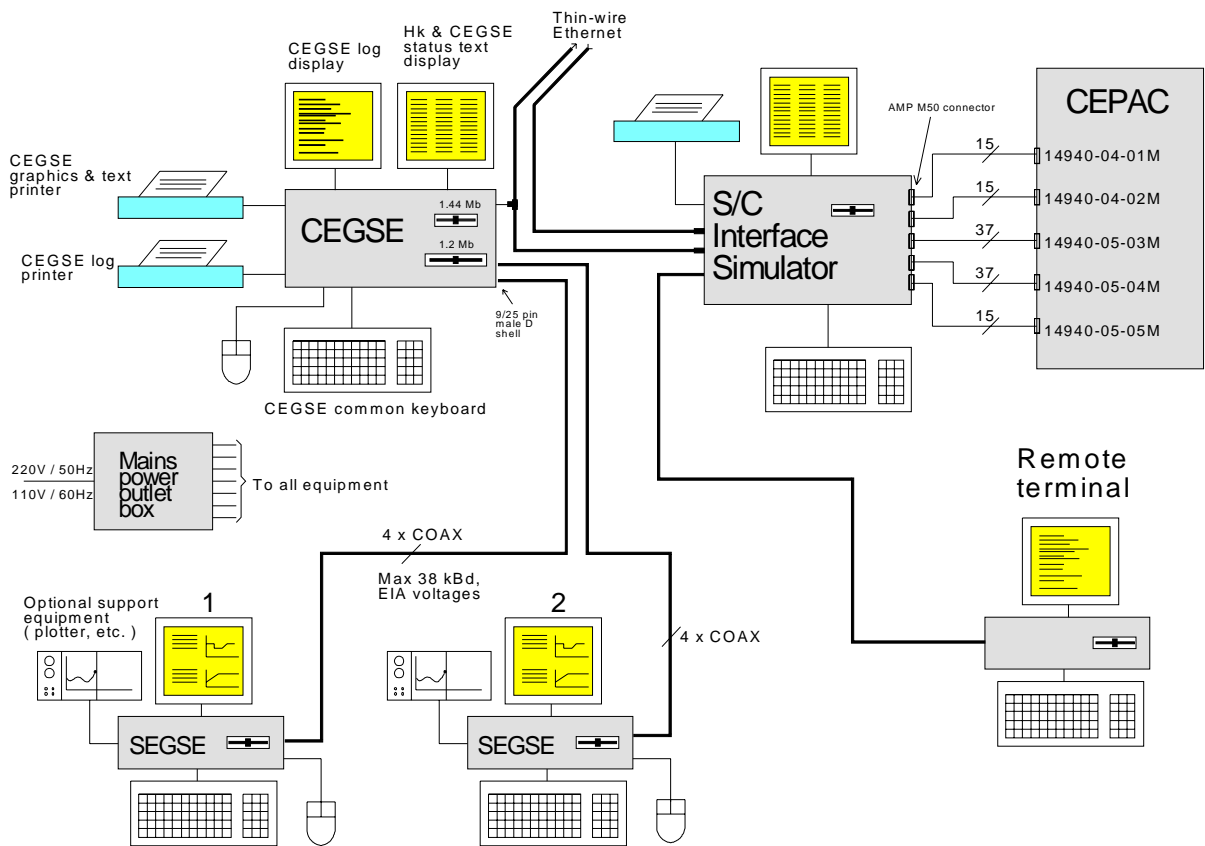 Thin-wire
Ethernet
CEGSE log
display
Hk & CEGSE
status text
display
CEGSE
graphics & text
printer
CEGSE log
printer
CEGSE
1.44 Mb
1.2 Mb
9/25 pin
male D
shell
CEGSE common keyboard
S/C
Interface
Simulator
AMP M50 connector
CEPAC
15
14940-04-01M
15
14940-04-02M
37
14940-05-03M
37
14940-05-04M
15
14940-05-05M
220V / 50Hz
110V / 60Hz
Mains
power
outlet
box
To all equipment
Remote
terminal
4 x COAX
Max 38 kBd,
EIA voltages
4 x COAX
Optional support
equipment
( plotter, etc. )
1
SEGSE
2
SEGSE